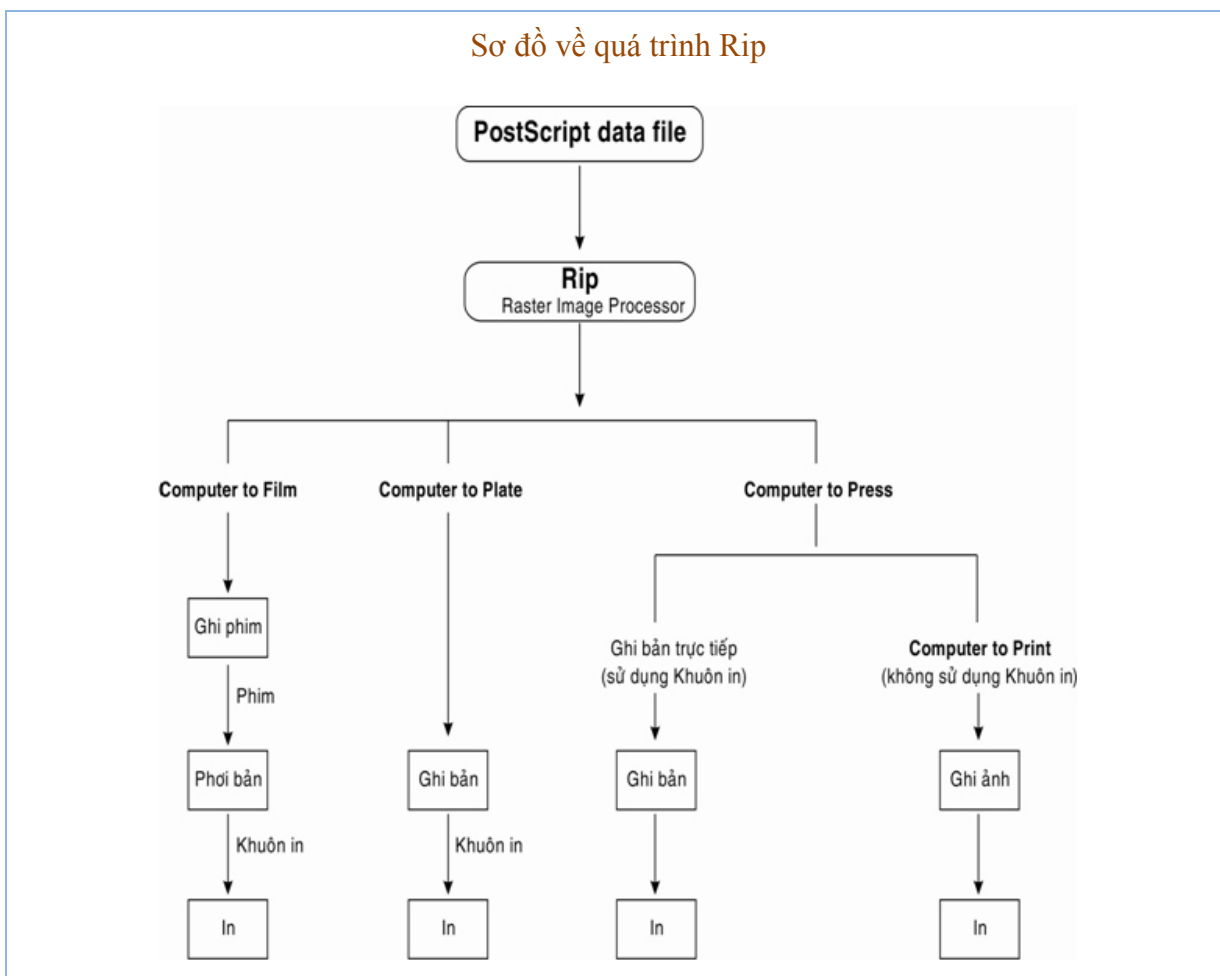 Sơ đồ về quá trình Rip
PostScript data file
Rip
Raster Image Processor
Computer to Film
Computer to Plate
Computer to Press
Ghi phim
Ghi bản trực tiếp
(sử dụng Khuôn in)
Computer to Print
(không sử dụng Khuôn in)
Phim
Phơi bản
Ghi bản
Ghi bản
Ghi ảnh
Khuôn in
Khuôn in
In
In
In
In